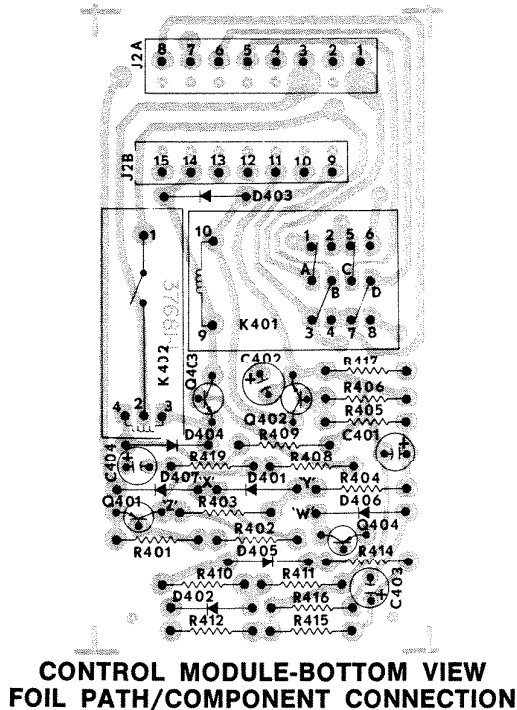 J2A
8 7 6 5 4 3 2 1
J2B
15 14 13 12 11 10 9
D403
1
10
1 2 5 6
A B C D
K401
9
3 4 7 8
K402
Q403
C402
R417
R406
Q402
R405
4 2 3
D404
R409
C401
C404
R419
R408
D407
'X'
D401
'Y'
R404
Q401
'Z'
R403
'W'
D406
R402
Q404
R401
D405
R414
R410
R411
D402
R416
C403
R412
R415
CONTROL MODULE-BOTTOM VIEW
FOIL PATH/COMPONENT CONNECTION